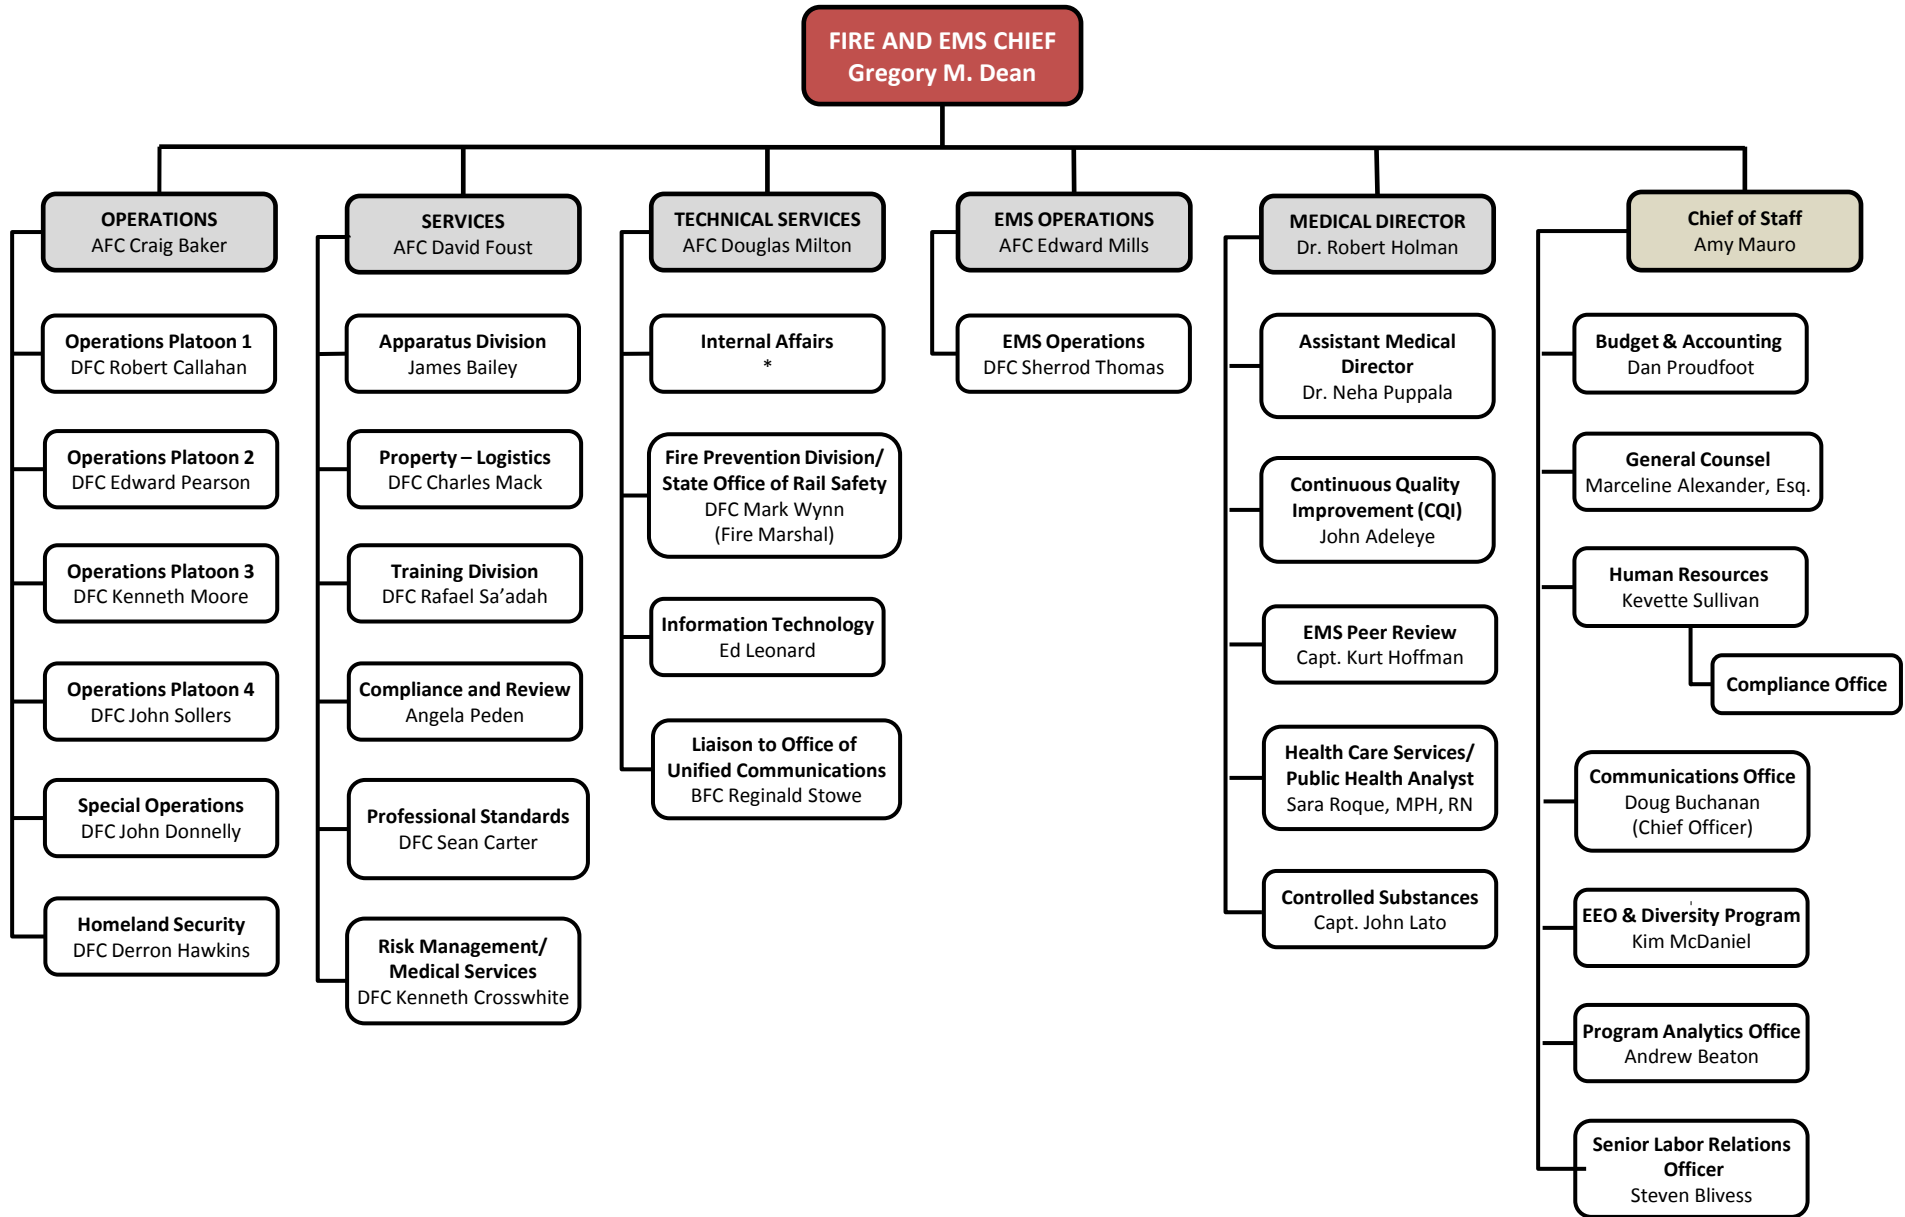 FIRE AND EMS CHIEF
Gregory M. Dean
OPERATIONS
AFC Craig Baker
Operations Platoon 1
DFC Robert Callahan
Operations Platoon 2
DFC Edward Pearson
Operations Platoon 3
DFC Kenneth Moore
Operations Platoon 4
DFC John Sollers
Special Operations
DFC John Donnelly
Homeland Security
DFC Derron Hawkins
SERVICES
AFC David Foust
Apparatus Division
James Bailey
Property – Logistics
DFC Charles Mack
Training Division
DFC Rafael Sa’adah
Compliance and Review
Angela Peden
Professional Standards
DFC Sean Carter
Risk Management/
Medical Services
DFC Kenneth Crosswhite
TECHNICAL SERVICES
AFC Douglas Milton
Internal Affairs
*
Fire Prevention Division/
State Office of Rail Safety
DFC Mark Wynn
(Fire Marshal)
Information Technology
Ed Leonard
Liaison to Office of
Unified Communications
BFC Reginald Stowe
EMS OPERATIONS
AFC Edward Mills
EMS Operations
DFC Sherrod Thomas
MEDICAL DIRECTOR
Dr. Robert Holman
Assistant Medical
Director
Dr. Neha Puppala
Continuous Quality
Improvement (CQI)
John Adeleye
EMS Peer Review
Capt. Kurt Hoffman
Health Care Services/
Public Health Analyst
Sara Roque, MPH, RN
Controlled Substances
Capt. John Lato
Chief of Staff
Amy Mauro
Budget & Accounting
Dan Proudfoot
General Counsel
Marceline Alexander, Esq.
Human Resources
Kevette Sullivan
Compliance Office
Communications Office
Doug Buchanan
(Chief Officer)
EEO & Diversity Program
Kim McDaniel
Program Analytics Office
Andrew Beaton
Senior Labor Relations
Officer
Steven Blivess